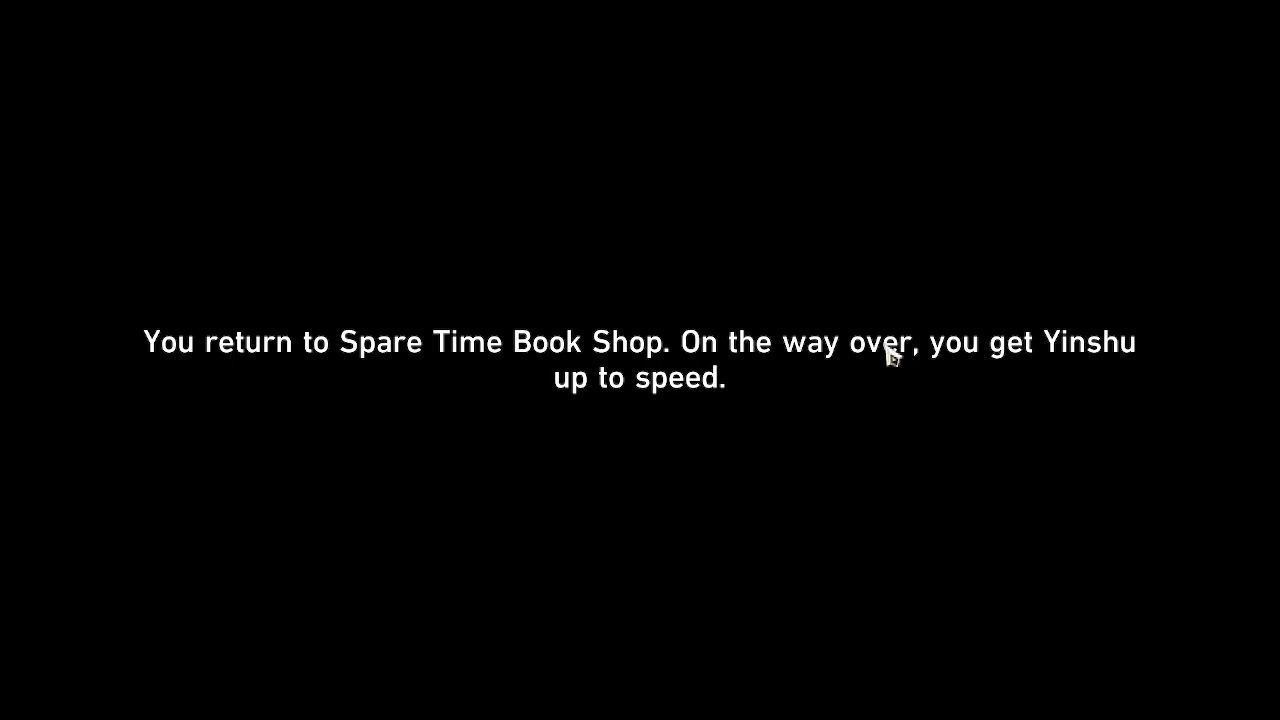 You return to Spare Time Book Shop. On the way over, you get Yinshu
up to speed.